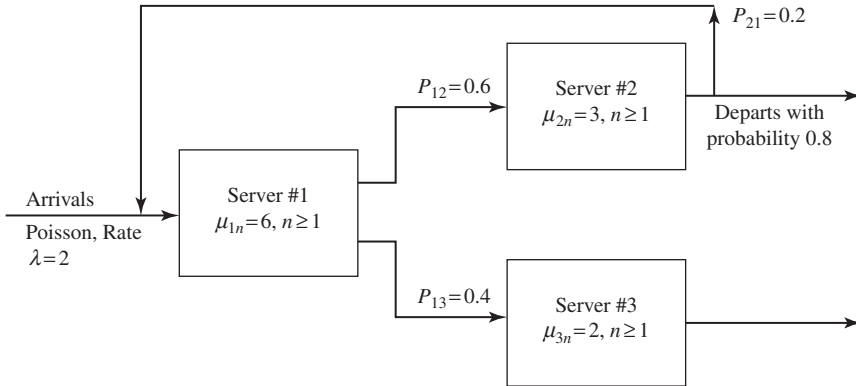 P₂₁=0.2
P₁₂=0.6
Server #2
μ₂ₙ=3, n≥1
Departs with
probability 0.8
Arrivals
Poisson, Rate
λ=2
Server #1
μ₁ₙ=6, n≥1
P₁₃=0.4
Server #3
μ₃ₙ=2, n≥1